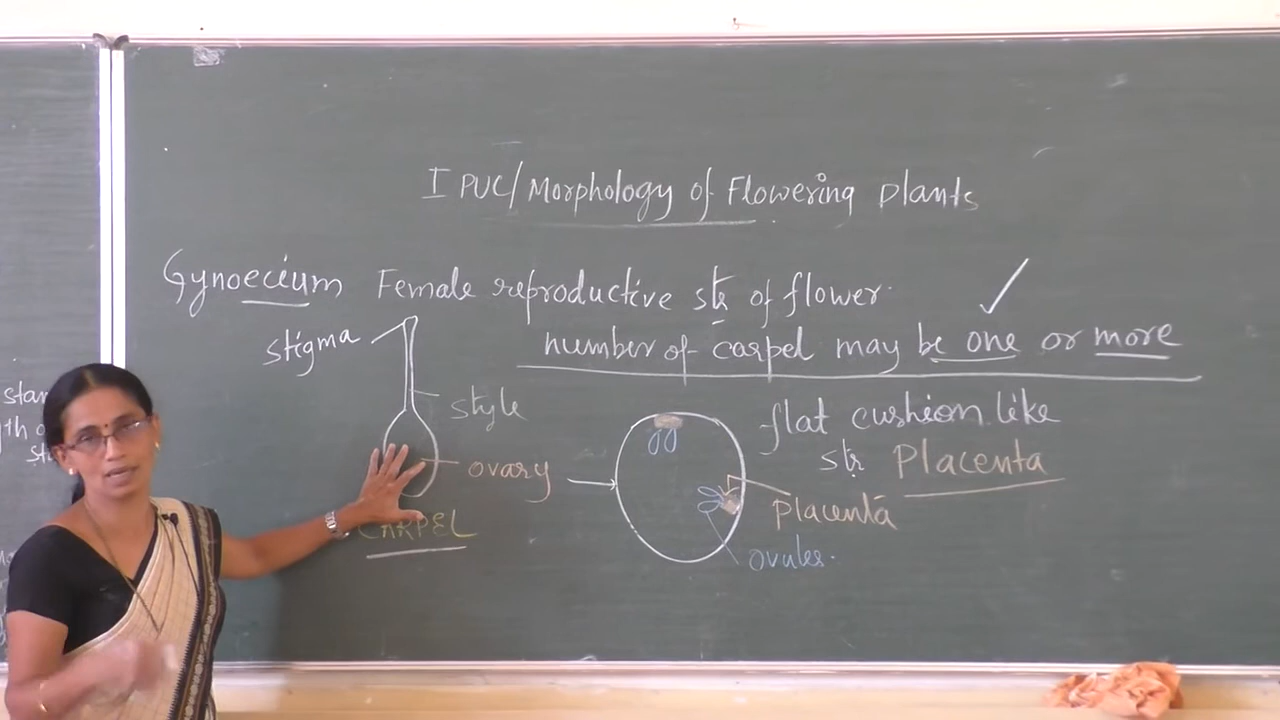 I PUC/Morphology of Flowering Plants
Gynoecium Female reproductive str of flower.
number of carpel may be one or more
stigma
style
ovary
CARPEL
flat cushion like
str Placenta
Placenta
ovules.